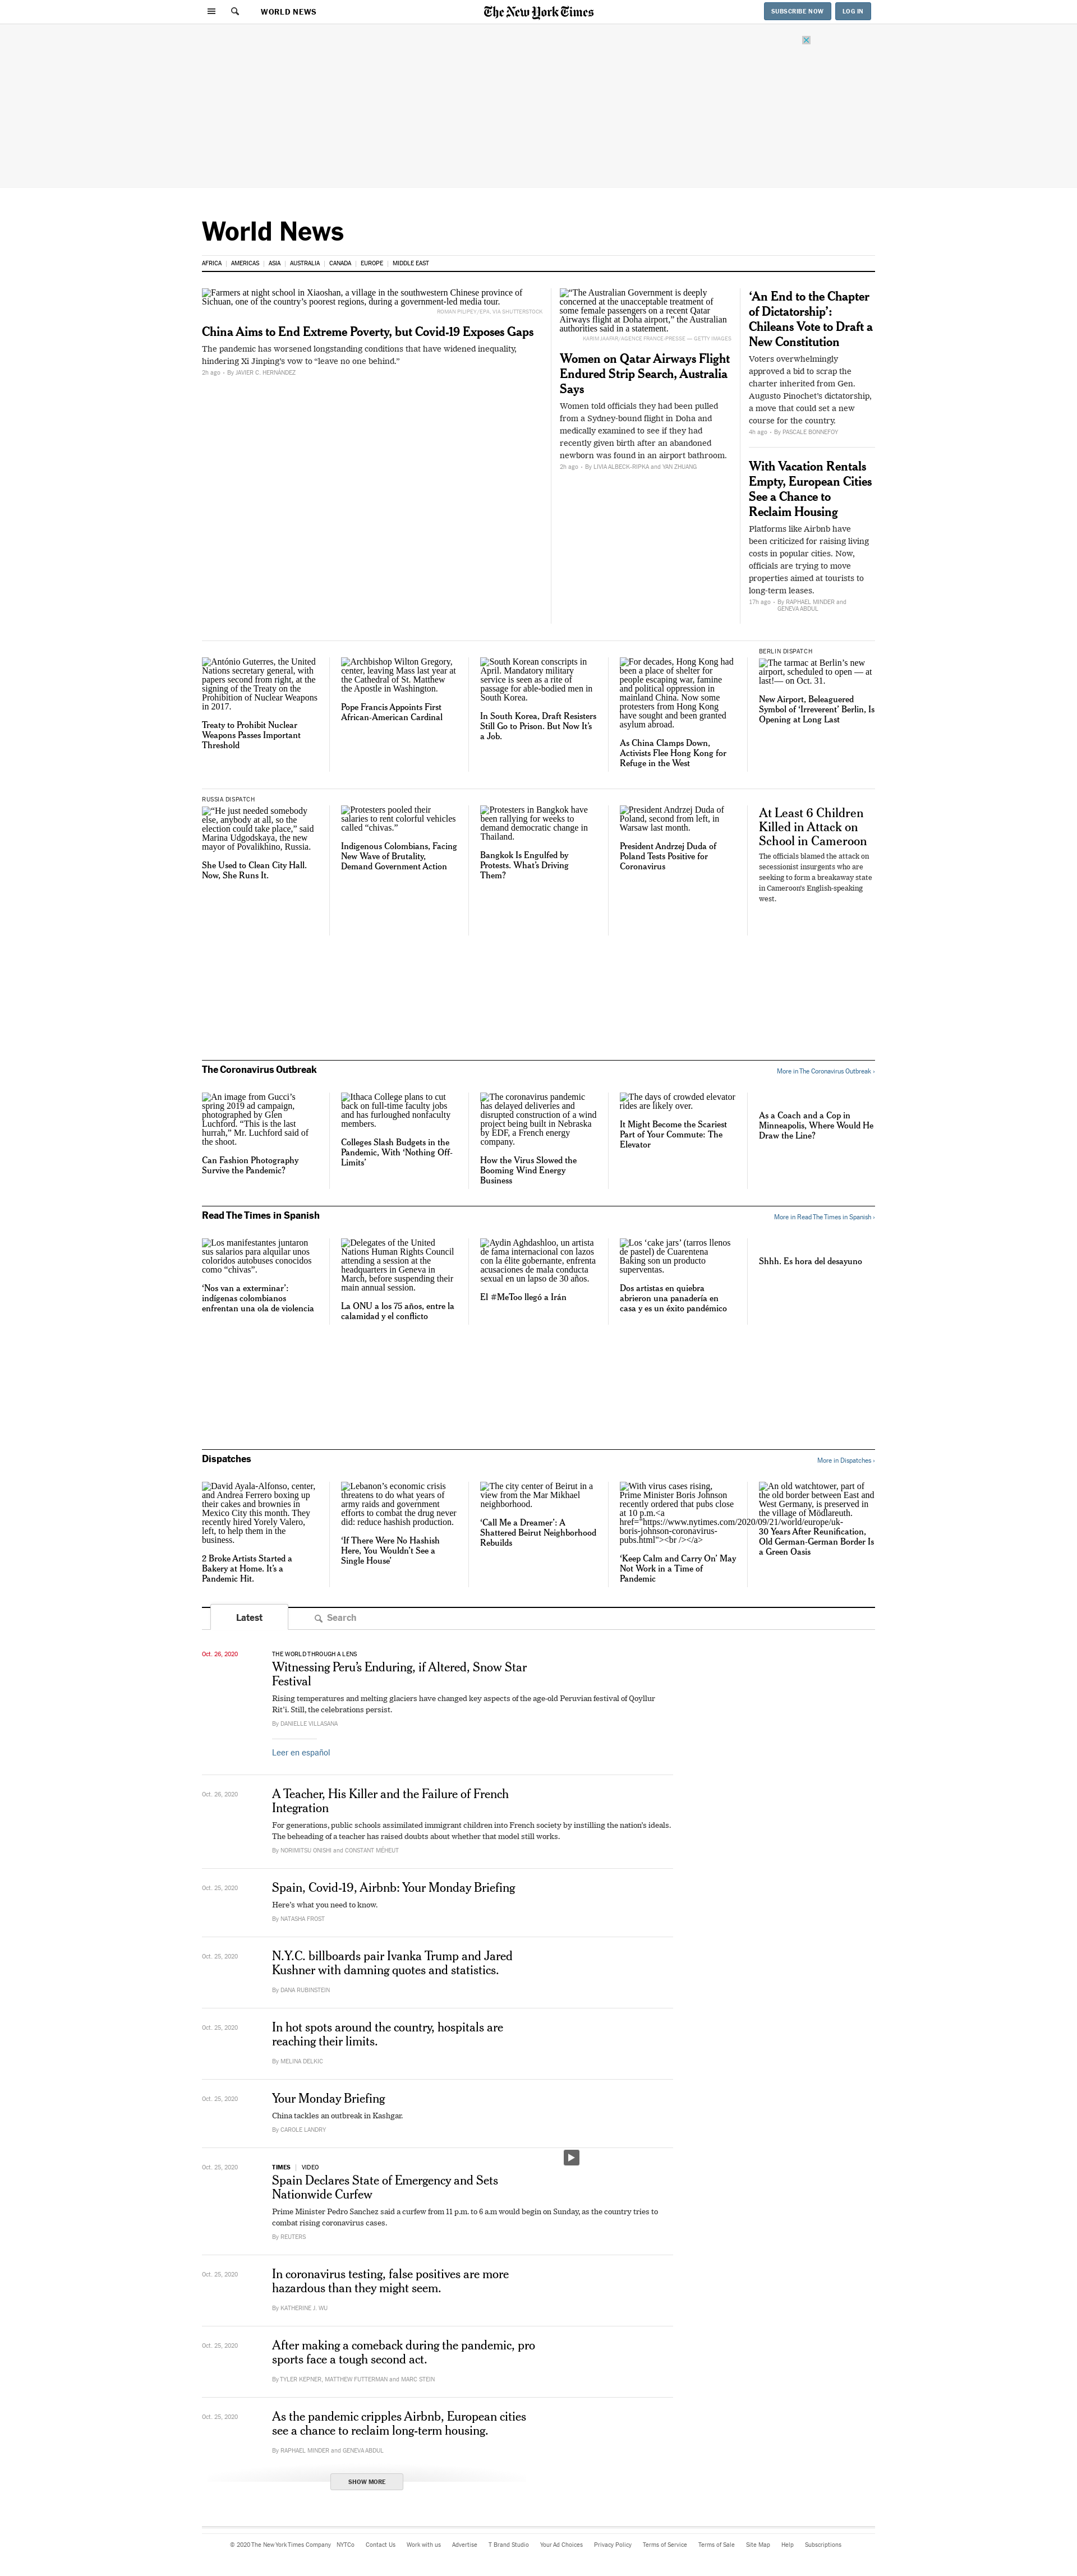 WORLD NEWS
The New York Times
SUBSCRIBE NOW
LOG IN
World News
AFRICA
AMERICAS
ASIA
AUSTRALIA
CANADA
EUROPE
MIDDLE EAST
Farmers at night school in Xiaoshan, a village in the southwestern Chinese province of
Sichuan, one of the country’s poorest regions, during a government-led media tour.
ROMAN PILIPEY/EPA, VIA SHUTTERSTOCK
China Aims to End Extreme Poverty, but Covid-19 Exposes Gaps
The pandemic has worsened longstanding conditions that have widened inequality,
hindering Xi Jinping’s vow to “leave no one behind.”
2h ago · By JAVIER C. HERNÁNDEZ
“The Australian Government is deeply
concerned at the unacceptable treatment of
some female passengers on a recent Qatar
Airways flight at Doha airport,” the Australian
authorities said in a statement.
KARIM JAAFAR/AGENCE FRANCE-PRESSE — GETTY IMAGES
Women on Qatar Airways Flight
Endured Strip Search, Australia
Says
Women told officials they had been pulled
from a Sydney-bound flight in Doha and
medically examined to see if they had
recently given birth after an abandoned
newborn was found in an airport bathroom.
2h ago · By LIVIA ALBECK-RIPKA and YAN ZHUANG
‘An End to the Chapter
of Dictatorship’:
Chileans Vote to Draft a
New Constitution
Voters overwhelmingly
approved a bid to scrap the
charter inherited from Gen.
Augusto Pinochet’s dictatorship,
a move that could set a new
course for the country.
4h ago · By PASCALE BONNEFOY
With Vacation Rentals
Empty, European Cities
See a Chance to
Reclaim Housing
Platforms like Airbnb have
been criticized for raising living
costs in popular cities. Now,
officials are trying to move
properties aimed at tourists to
long-term leases.
17h ago · By RAPHAEL MINDER and
GENEVA ABDUL
António Guterres, the United
Nations secretary general, with
papers second from right, at the
signing of the Treaty on the
Prohibition of Nuclear Weapons
in 2017.
Treaty to Prohibit Nuclear
Weapons Passes Important
Threshold
Archbishop Wilton Gregory,
center, leaving Mass last year at
the Cathedral of St. Matthew
the Apostle in Washington.
Pope Francis Appoints First
African-American Cardinal
South Korean conscripts in
April. Mandatory military
service is seen as a rite of
passage for able-bodied men in
South Korea.
In South Korea, Draft Resisters
Still Go to Prison. But Now It’s
a Job.
For decades, Hong Kong had
been a place of shelter for
people escaping war, famine
and political oppression in
mainland China. Now some
protesters from Hong Kong
have sought and been granted
asylum abroad.
As China Clamps Down,
Activists Flee Hong Kong for
Refuge in the West
BERLIN DISPATCH
The tarmac at Berlin’s new
airport, scheduled to open — at
last!— on Oct. 31.
New Airport, Beleaguered
Symbol of ‘Irreverent’ Berlin, Is
Opening at Long Last
RUSSIA DISPATCH
“He just needed somebody
else, anybody at all, so the
election could take place,” said
Marina Udgodskaya, the new
mayor of Povalikhino, Russia.
She Used to Clean City Hall.
Now, She Runs It.
Protesters pooled their
salaries to rent colorful vehicles
called “chivas.”
Indigenous Colombians, Facing
New Wave of Brutality,
Demand Government Action
Protesters in Bangkok have
been rallying for weeks to
demand democratic change in
Thailand.
Bangkok Is Engulfed by
Protests. What’s Driving
Them?
President Andrzej Duda of
Poland, second from left, in
Warsaw last month.
President Andrzej Duda of
Poland Tests Positive for
Coronavirus
At Least 6 Children
Killed in Attack on
School in Cameroon
The officials blamed the attack on
secessionist insurgents who are
seeking to form a breakaway state
in Cameroon’s English-speaking
west.
The Coronavirus Outbreak
More in The Coronavirus Outbreak ›
An image from Gucci’s
spring 2019 ad campaign,
photographed by Glen
Luchford. “This is the last
hurrah,” Mr. Luchford said of
the shoot.
Can Fashion Photography
Survive the Pandemic?
Ithaca College plans to cut
back on full-time faculty jobs
and has furloughed nonfaculty
members.
Colleges Slash Budgets in the
Pandemic, With ‘Nothing Off-
Limits’
The coronavirus pandemic
has delayed deliveries and
disrupted construction of a wind
project being built in Nebraska
by EDF, a French energy
company.
How the Virus Slowed the
Booming Wind Energy
Business
The days of crowded elevator
rides are likely over.
It Might Become the Scariest
Part of Your Commute: The
Elevator
As a Coach and a Cop in
Minneapolis, Where Would He
Draw the Line?
Read The Times in Spanish
More in Read The Times in Spanish ›
Los manifestantes juntaron
sus salarios para alquilar unos
coloridos autobuses conocidos
como “chivas”.
‘Nos van a exterminar’:
indígenas colombianos
enfrentan una ola de violencia
Delegates of the United
Nations Human Rights Council
attending a session at the
headquarters in Geneva in
March, before suspending their
main annual session.
La ONU a los 75 años, entre la
calamidad y el conflicto
Aydin Aghdashloo, un artista
de fama internacional con lazos
con la élite gobernante, enfrenta
acusaciones de mala conducta
sexual en un lapso de 30 años.
El #MeToo llegó a Irán
Los ‘cake jars’ (tarros llenos
de pastel) de Cuarentena
Baking son un producto
superventas.
Dos artistas en quiebra
abrieron una panadería en
casa y es un éxito pandémico
Shhh. Es hora del desayuno
Dispatches
More in Dispatches ›
David Ayala-Alfonso, center,
and Andrea Ferrero boxing up
their cakes and brownies in
Mexico City this month. They
recently hired Yorely Valero,
left, to help them in the
business.
2 Broke Artists Started a
Bakery at Home. It’s a
Pandemic Hit.
Lebanon’s economic crisis
threatens to do what years of
army raids and government
efforts to combat the drug never
did: reduce hashish production.
‘If There Were No Hashish
Here, You Wouldn’t See a
Single House’
The city center of Beirut in a
view from the Mar Mikhael
neighborhood.
‘Call Me a Dreamer’: A
Shattered Beirut Neighborhood
Rebuilds
With virus cases rising,
Prime Minister Boris Johnson
recently ordered that pubs close
at 10 p.m.<a
href="https://www.nytimes.com/2020/09/21/world/europe/uk-
boris-johnson-coronavirus-
pubs.html"><br /></a>
‘Keep Calm and Carry On’ May
Not Work in a Time of
Pandemic
An old watchtower, part of
the old border between East and
West Germany, is preserved in
the village of Mödlareuth.
30 Years After Reunification,
Old German-German Border Is
a Green Oasis
Latest
Search
Oct. 26, 2020
THE WORLD THROUGH A LENS
Witnessing Peru’s Enduring, if Altered, Snow Star
Festival
Rising temperatures and melting glaciers have changed key aspects of the age-old Peruvian festival of Qoyllur
Rit’i. Still, the celebrations persist.
By DANIELLE VILLASANA
Leer en español
Oct. 26, 2020
A Teacher, His Killer and the Failure of French
Integration
For generations, public schools assimilated immigrant children into French society by instilling the nation’s ideals.
The beheading of a teacher has raised doubts about whether that model still works.
By NORIMITSU ONISHI and CONSTANT MÉHEUT
Oct. 25, 2020
Spain, Covid-19, Airbnb: Your Monday Briefing
Here’s what you need to know.
By NATASHA FROST
Oct. 25, 2020
N.Y.C. billboards pair Ivanka Trump and Jared
Kushner with damning quotes and statistics.
By DANA RUBINSTEIN
Oct. 25, 2020
In hot spots around the country, hospitals are
reaching their limits.
By MELINA DELKIC
Oct. 25, 2020
Your Monday Briefing
China tackles an outbreak in Kashgar.
By CAROLE LANDRY
Oct. 25, 2020
TIMES | VIDEO
Spain Declares State of Emergency and Sets
Nationwide Curfew
Prime Minister Pedro Sanchez said a curfew from 11 p.m. to 6 a.m would begin on Sunday, as the country tries to
combat rising coronavirus cases.
By REUTERS
Oct. 25, 2020
In coronavirus testing, false positives are more
hazardous than they might seem.
By KATHERINE J. WU
Oct. 25, 2020
After making a comeback during the pandemic, pro
sports face a tough second act.
By TYLER KEPNER, MATTHEW FUTTERMAN and MARC STEIN
Oct. 25, 2020
As the pandemic cripples Airbnb, European cities
see a chance to reclaim long-term housing.
By RAPHAEL MINDER and GENEVA ABDUL
SHOW MORE
© 2020 The New York Times Company
NYTCo
Contact Us
Work with us
Advertise
T Brand Studio
Your Ad Choices
Privacy Policy
Terms of Service
Terms of Sale
Site Map
Help
Subscriptions